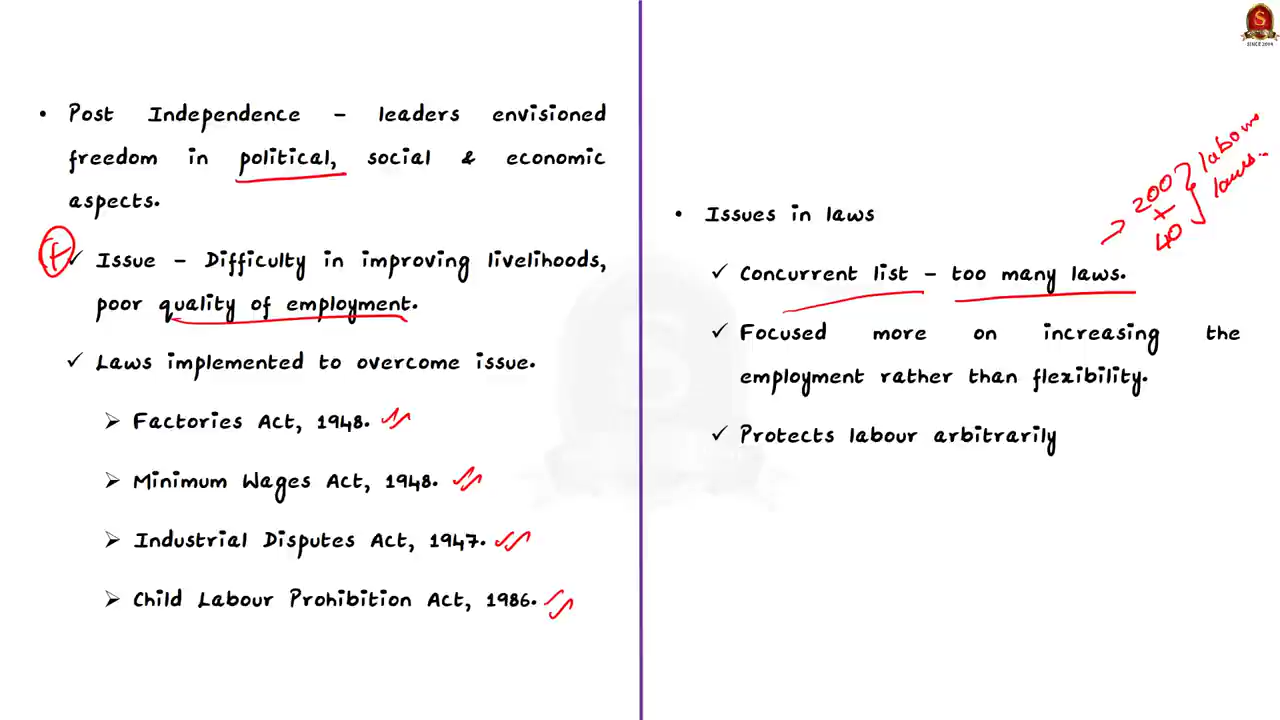 • Post Independence – leaders envisioned
freedom in political, social & economic
aspects.
✓ Issue – Difficulty in improving livelihoods,
poor quality of employment.
✓ Laws implemented to overcome issue.
➢ Factories Act, 1948.
➢ Minimum Wages Act, 1948.
➢ Industrial Disputes Act, 1947.
➢ Child Labour Prohibition Act, 1986.
S
SINCE 2004
→ 200 + 40 } labour laws..
• Issues in laws
✓ Concurrent list – too many laws.
✓ Focused more on increasing the
employment rather than flexibility.
✓ Protects labour arbitrarily